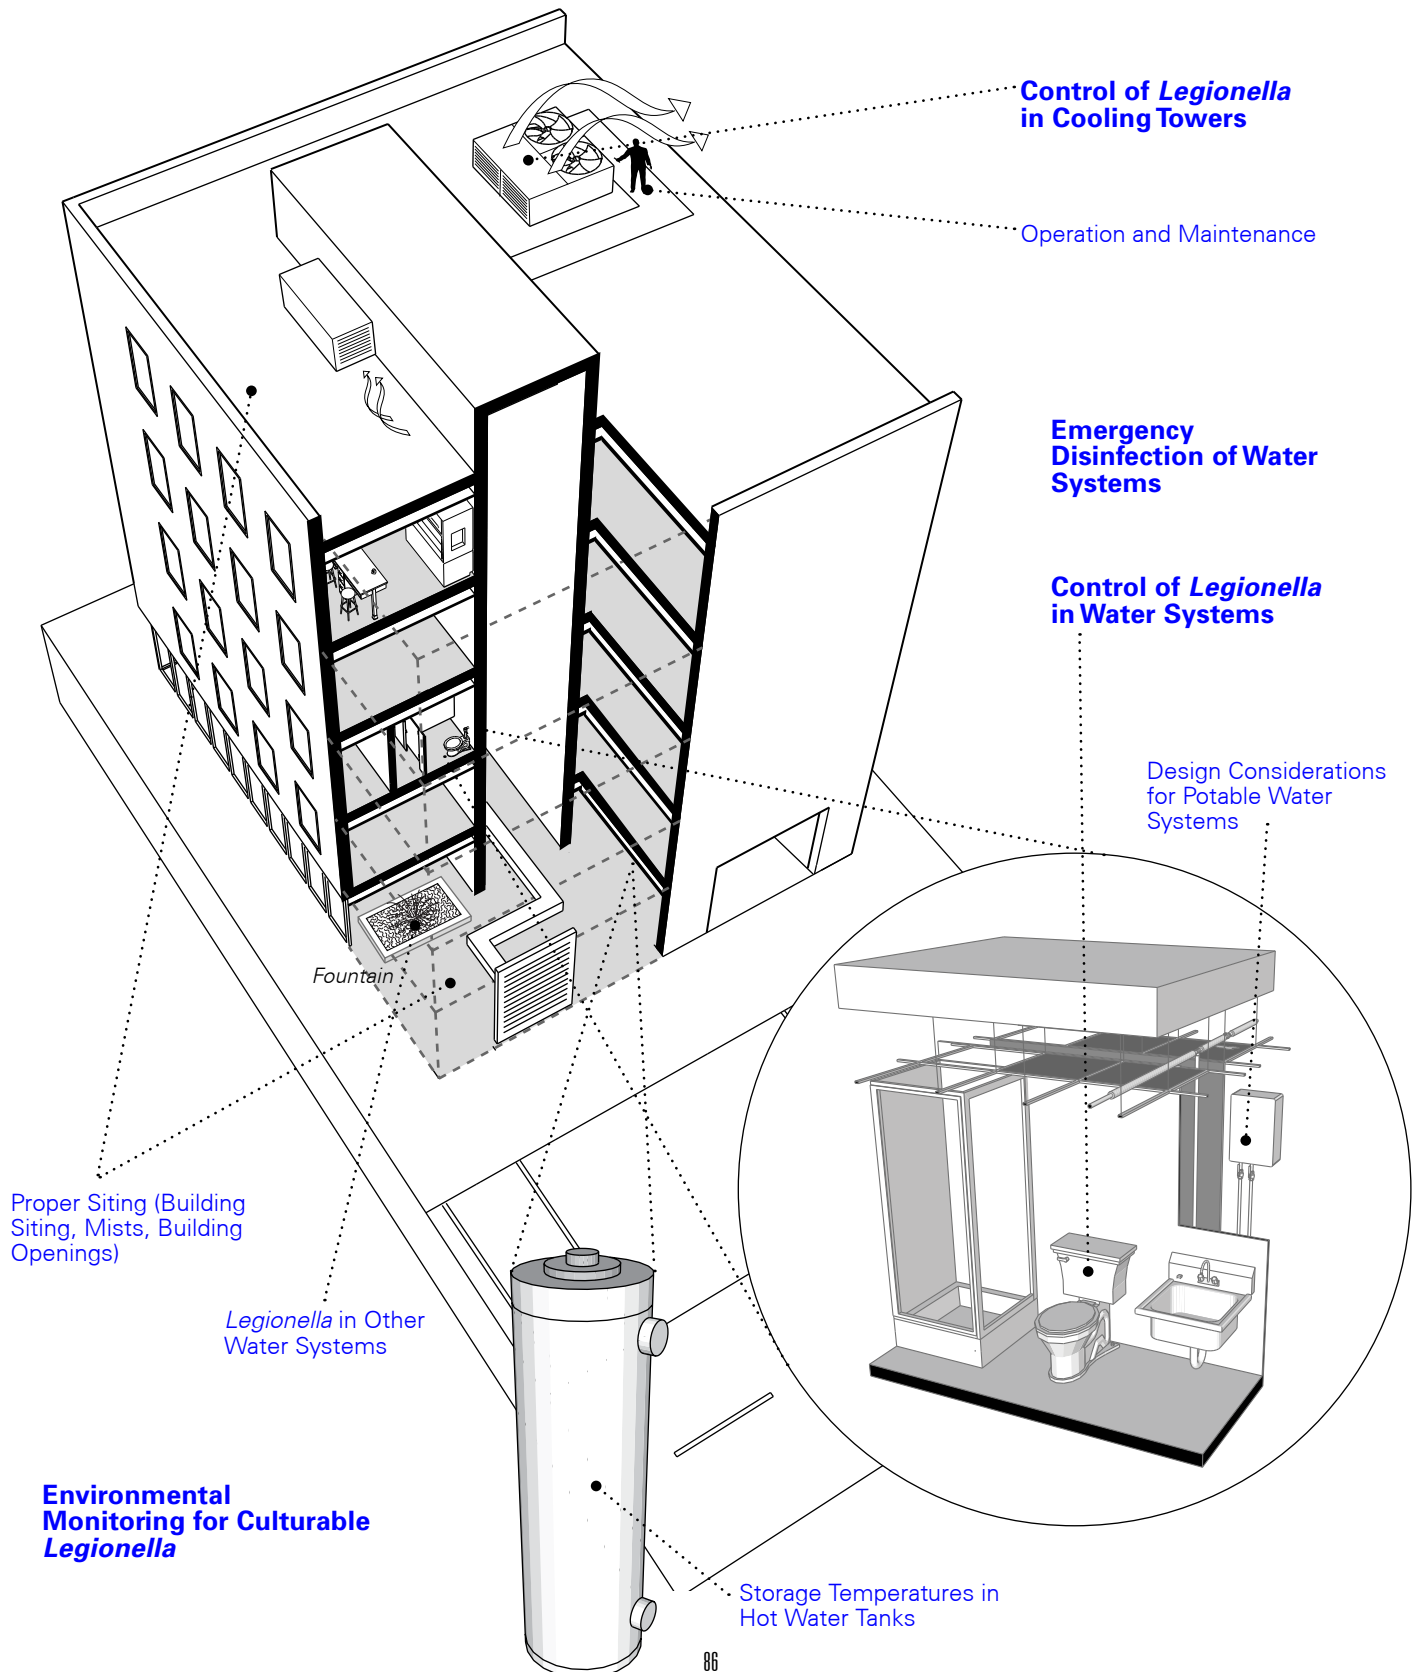 Control of Legionella
in Cooling Towers
Operation and Maintenance
Emergency
Disinfection of Water
Systems
Control of Legionella
in Water Systems
Design Considerations
for Potable Water
Systems
Fountain
Proper Siting (Building
Siting, Mists, Building
Openings)
Legionella in Other
Water Systems
Environmental
Monitoring for Culturable
Legionella
Storage Temperatures in
Hot Water Tanks
86